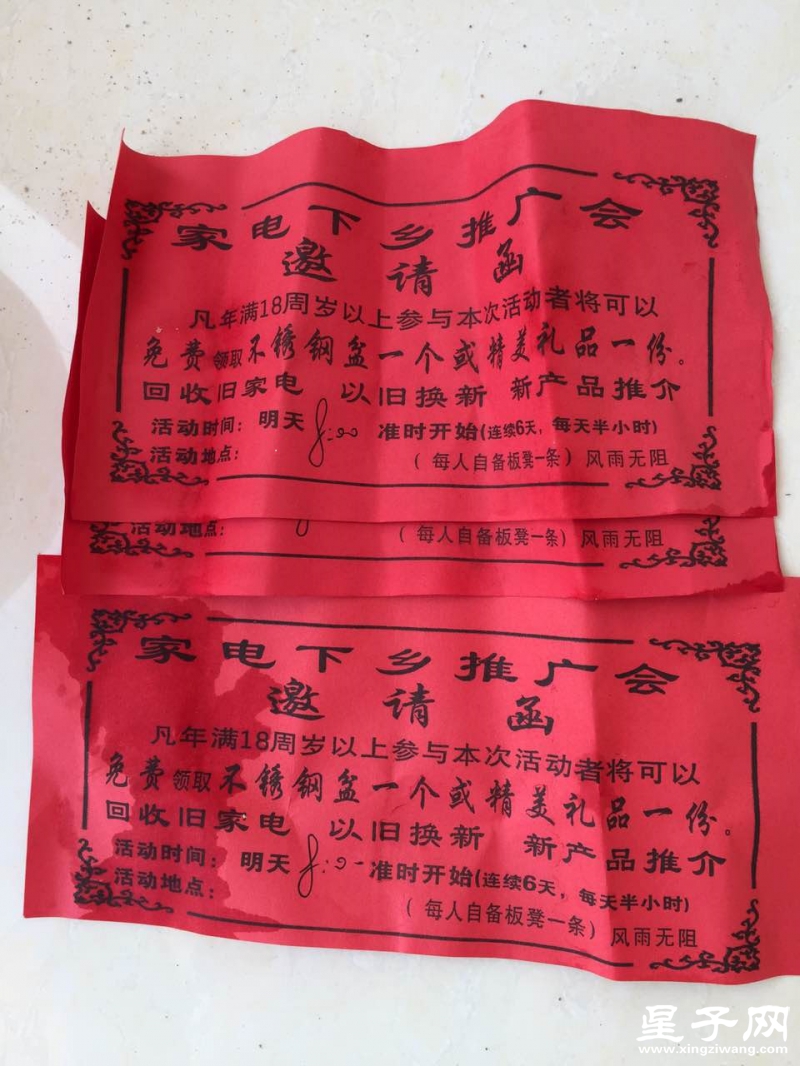 家电下乡推广会
邀请函
凡年满18周岁以上参与本次活动者将可以
免费领取不锈钢盆一个或精美礼品一份。
回收旧家电 以旧换新 新产品推介
活动时间：明天8:00准时开始(连续6天，每天半小时)
活动地点： (每人自备板凳一条) 风雨无阻
活动地点： (每人自备板凳一条) 风雨无阻
家电下乡推广会
邀请函
凡年满18周岁以上参与本次活动者将可以
免费领取不锈钢盆一个或精美礼品一份。
回收旧家电 以旧换新 新产品推介
活动时间：明天8:00准时开始(连续6天，每天半小时)
活动地点： (每人自备板凳一条) 风雨无阻
星子网
www.xingziwang.com